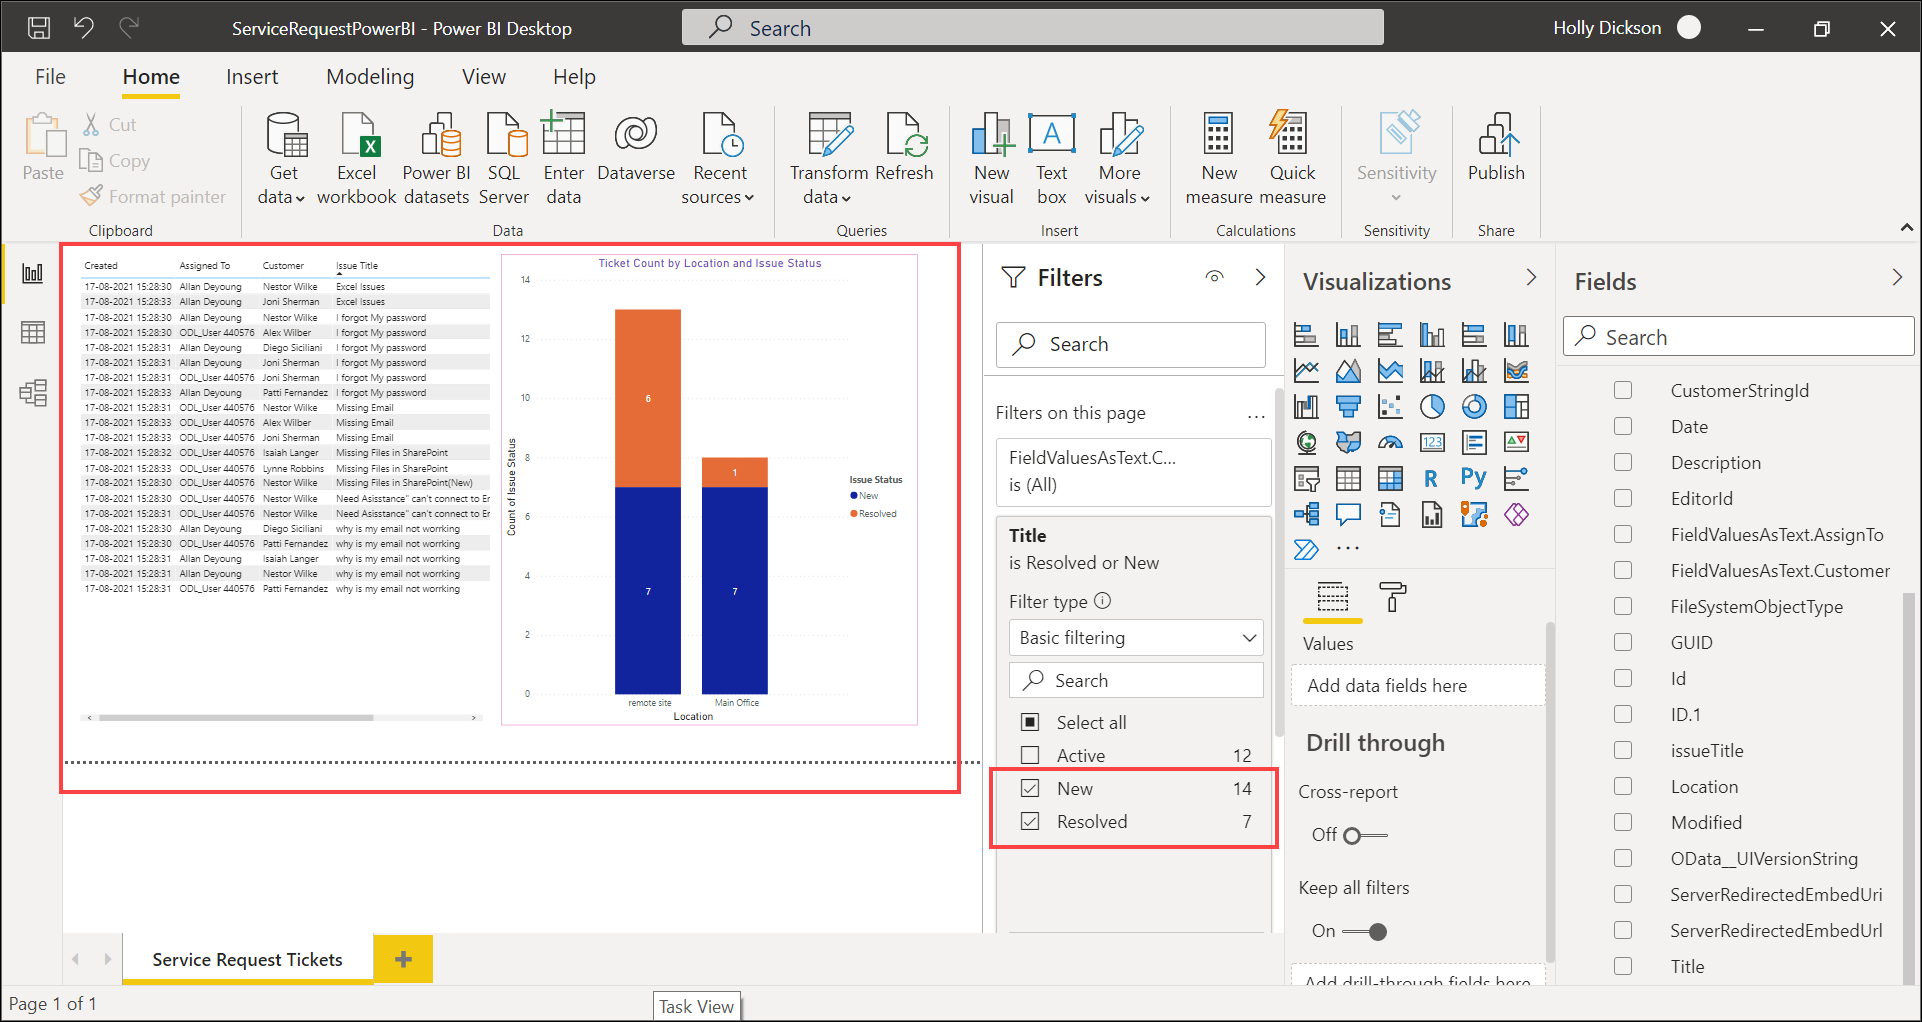 ServiceRequestPowerBI - Power BI Desktop
Search
Holly Dickson
File Home Insert Modeling View Help
Paste
Cut
Copy
Format painter
Clipboard
Get data
Excel workbook
Power BI datasets
SQL Server
Enter data
Dataverse
Recent sources
Data
Transform data
Refresh
Queries
New visual
Text box
More visuals
Insert
New measure
Quick measure
Calculations
Sensitivity
Sensitivity
Publish
Share
Created Assigned To Customer Issue Title
17-08-2021 15:28:30 Allan Deyoung Nestor Wilke Excel Issues
17-08-2021 15:28:33 Allan Deyoung Joni Sherman Excel Issues
17-08-2021 15:28:30 Allan Deyoung Nestor Wilke I forgot My password
17-08-2021 15:28:30 ODL_User 440576 Alex Wilber I forgot My password
17-08-2021 15:28:31 Allan Deyoung Diego Siciliani I forgot My password
17-08-2021 15:28:31 Allan Deyoung Joni Sherman I forgot My password
17-08-2021 15:28:31 ODL_User 440576 Joni Sherman I forgot My password
17-08-2021 15:28:33 Allan Deyoung Patti Fernandez I forgot My password
17-08-2021 15:28:31 ODL_User 440576 Nestor Wilke Missing Email
17-08-2021 15:28:33 ODL_User 440576 Alex Wilber Missing Email
17-08-2021 15:28:33 ODL_User 440576 Joni Sherman Missing Email
17-08-2021 15:28:32 ODL_User 440576 Isaiah Langer Missing Files in SharePoint
17-08-2021 15:28:33 ODL_User 440576 Lynne Robbins Missing Files in SharePoint
17-08-2021 15:28:30 ODL_User 440576 Nestor Wilke Missing Files in SharePoint(New)
17-08-2021 15:28:30 ODL_User 440576 Nestor Wilke Need Asisstance" can't connect to Er
17-08-2021 15:28:31 ODL_User 440576 Nestor Wilke Need Asisstance" can't connect to Er
17-08-2021 15:28:30 Allan Deyoung Diego Siciliani why is my email not worrking
17-08-2021 15:28:30 ODL_User 440576 Patti Fernandez why is my email not worrking
17-08-2021 15:28:31 Allan Deyoung Isaiah Langer why is my email not worrking
17-08-2021 15:28:31 Allan Deyoung Nestor Wilke why is my email not worrking
17-08-2021 15:28:31 ODL_User 440576 Patti Fernandez why is my email not worrking
Ticket Count by Location and Issue Status
14
12
10
8
6
4
2
0
Count of Issue Status
6
7
1
7
remote site Main Office
Location
Issue Status
New
Resolved
Filters
Search
Filters on this page ...
FieldValuesAsText.C...
is (All)
Title
is Resolved or New
Filter type
Basic filtering
Search
Select all
Active 12
New 14
Resolved 7
Visualizations
123
R
Py
...
Values
Add data fields here
Drill through
Cross-report
Off
Keep all filters
On
Add drill-through fields here
Fields
Search
CustomerStringId
Date
Description
EditorId
FieldValuesAsText.AssignTo
FieldValuesAsText.Customer
FileSystemObjectType
GUID
Id
ID.1
issueTitle
Location
Modified
OData__UIVersionString
ServerRedirectedEmbedUri
ServerRedirectedEmbedUrl
Title
Service Request Tickets
Page 1 of 1
Task View